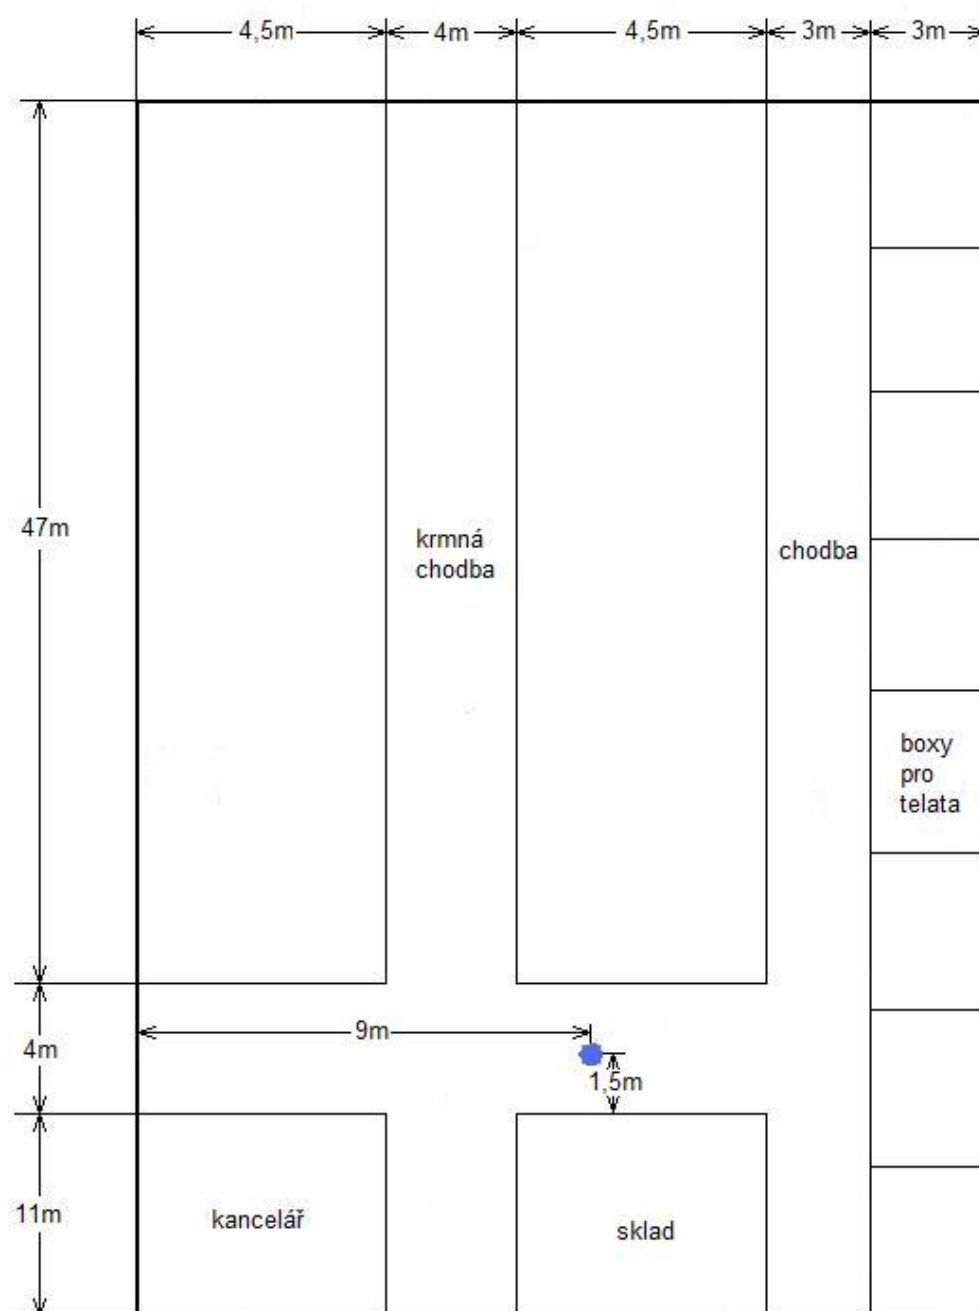 4,5m 4m 4,5m 3m 3m
47m
krmná
chodba
chodba
boxy
pro
telata
9m
4m
1,5m
11m
kancelář
sklad